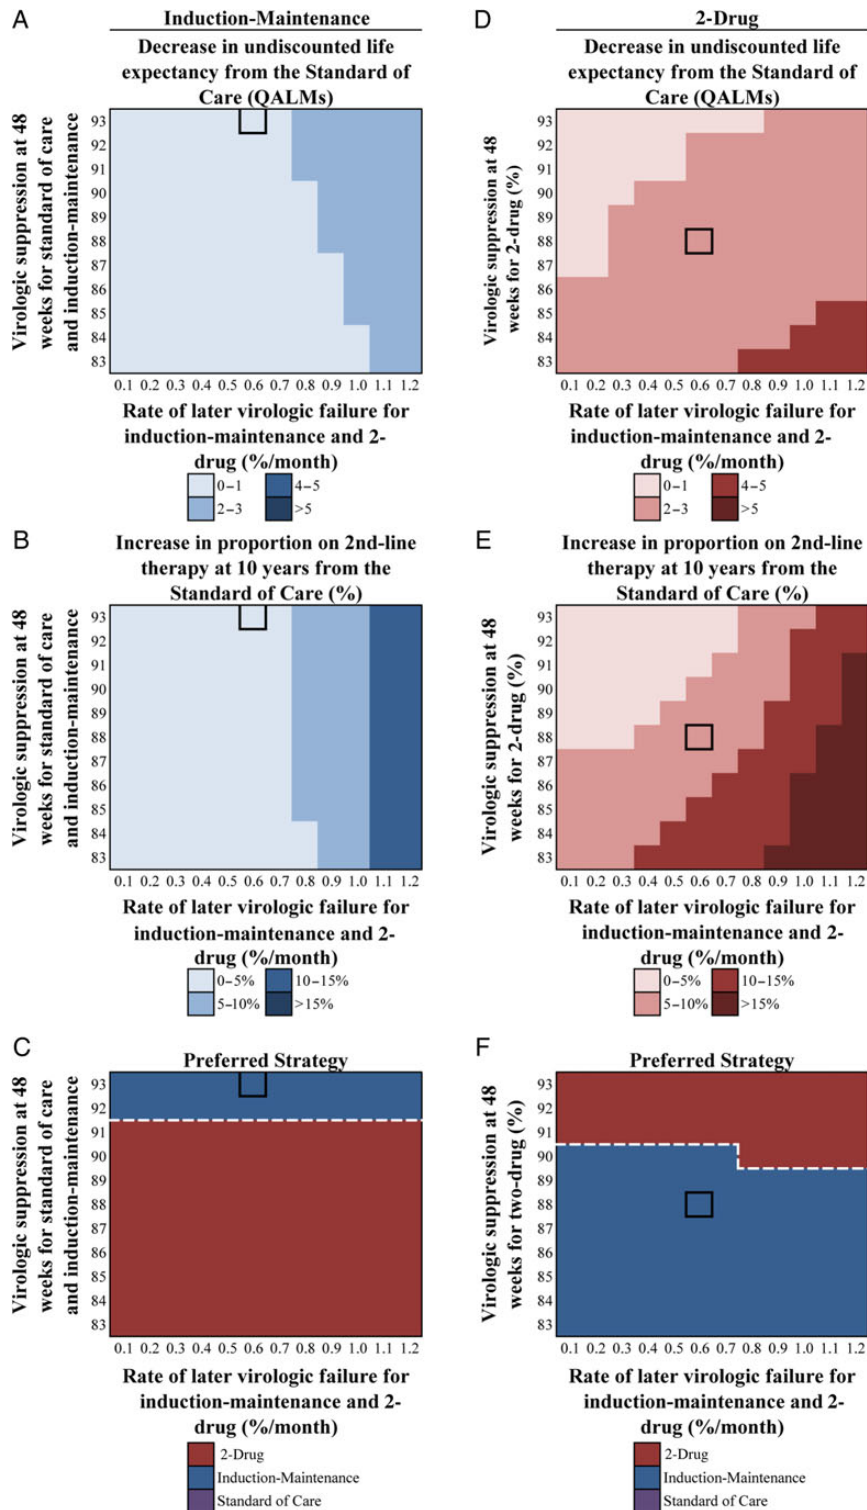 A
Induction-Maintenance
Decrease in undiscounted life
expectancy from the Standard of
Care (QALMs)
Virologic suppression at 48
weeks for standard of care
and induction-maintenance
93
92
91
90
89
88
87
86
85
84
83
0.1 0.2 0.3 0.4 0.5 0.6 0.7 0.8 0.9 1.0 1.1 1.2
Rate of later virologic failure for
induction-maintenance and 2-
drug (%/month)
0–1 4–5
2–3 >5
D
2-Drug
Decrease in undiscounted life
expectancy from the Standard of
Care (QALMs)
Virologic suppression at 48
weeks for 2-drug (%)
93
92
91
90
89
88
87
86
85
84
83
0.1 0.2 0.3 0.4 0.5 0.6 0.7 0.8 0.9 1.0 1.1 1.2
Rate of later virologic failure for
induction-maintenance and 2-
drug (%/month)
0–1 4–5
2–3 >5
B
Increase in proportion on 2nd-line
therapy at 10 years from the
Standard of Care (%)
Virologic suppression at 48
weeks for standard of care
and induction-maintenance
93
92
91
90
89
88
87
86
85
84
83
0.1 0.2 0.3 0.4 0.5 0.6 0.7 0.8 0.9 1.0 1.1 1.2
Rate of later virologic failure for
induction-maintenance and 2-
drug (%/month)
0–5% 10–15%
5–10% >15%
E
Increase in proportion on 2nd-line
therapy at 10 years from the
Standard of Care (%)
Virologic suppression at 48
weeks for 2-drug (%)
93
92
91
90
89
88
87
86
85
84
83
0.1 0.2 0.3 0.4 0.5 0.6 0.7 0.8 0.9 1.0 1.1 1.2
Rate of later virologic failure for
induction-maintenance and 2-
drug (%/month)
0–5% 10–15%
5–10% >15%
C
Preferred Strategy
Virologic suppression at 48
weeks for standard of care
and induction-maintenance
93
92
91
90
89
88
87
86
85
84
83
0.1 0.2 0.3 0.4 0.5 0.6 0.7 0.8 0.9 1.0 1.1 1.2
Rate of later virologic failure for
induction-maintenance and 2-
drug (%/month)
2-Drug
Induction-Maintenance
Standard of Care
F
Preferred Strategy
Virologic suppression at 48
weeks for two-drug (%)
93
92
91
90
89
88
87
86
85
84
83
0.1 0.2 0.3 0.4 0.5 0.6 0.7 0.8 0.9 1.0 1.1 1.2
Rate of later virologic failure for
induction-maintenance and 2-
drug (%/month)
2-Drug
Induction-Maintenance
Standard of Care